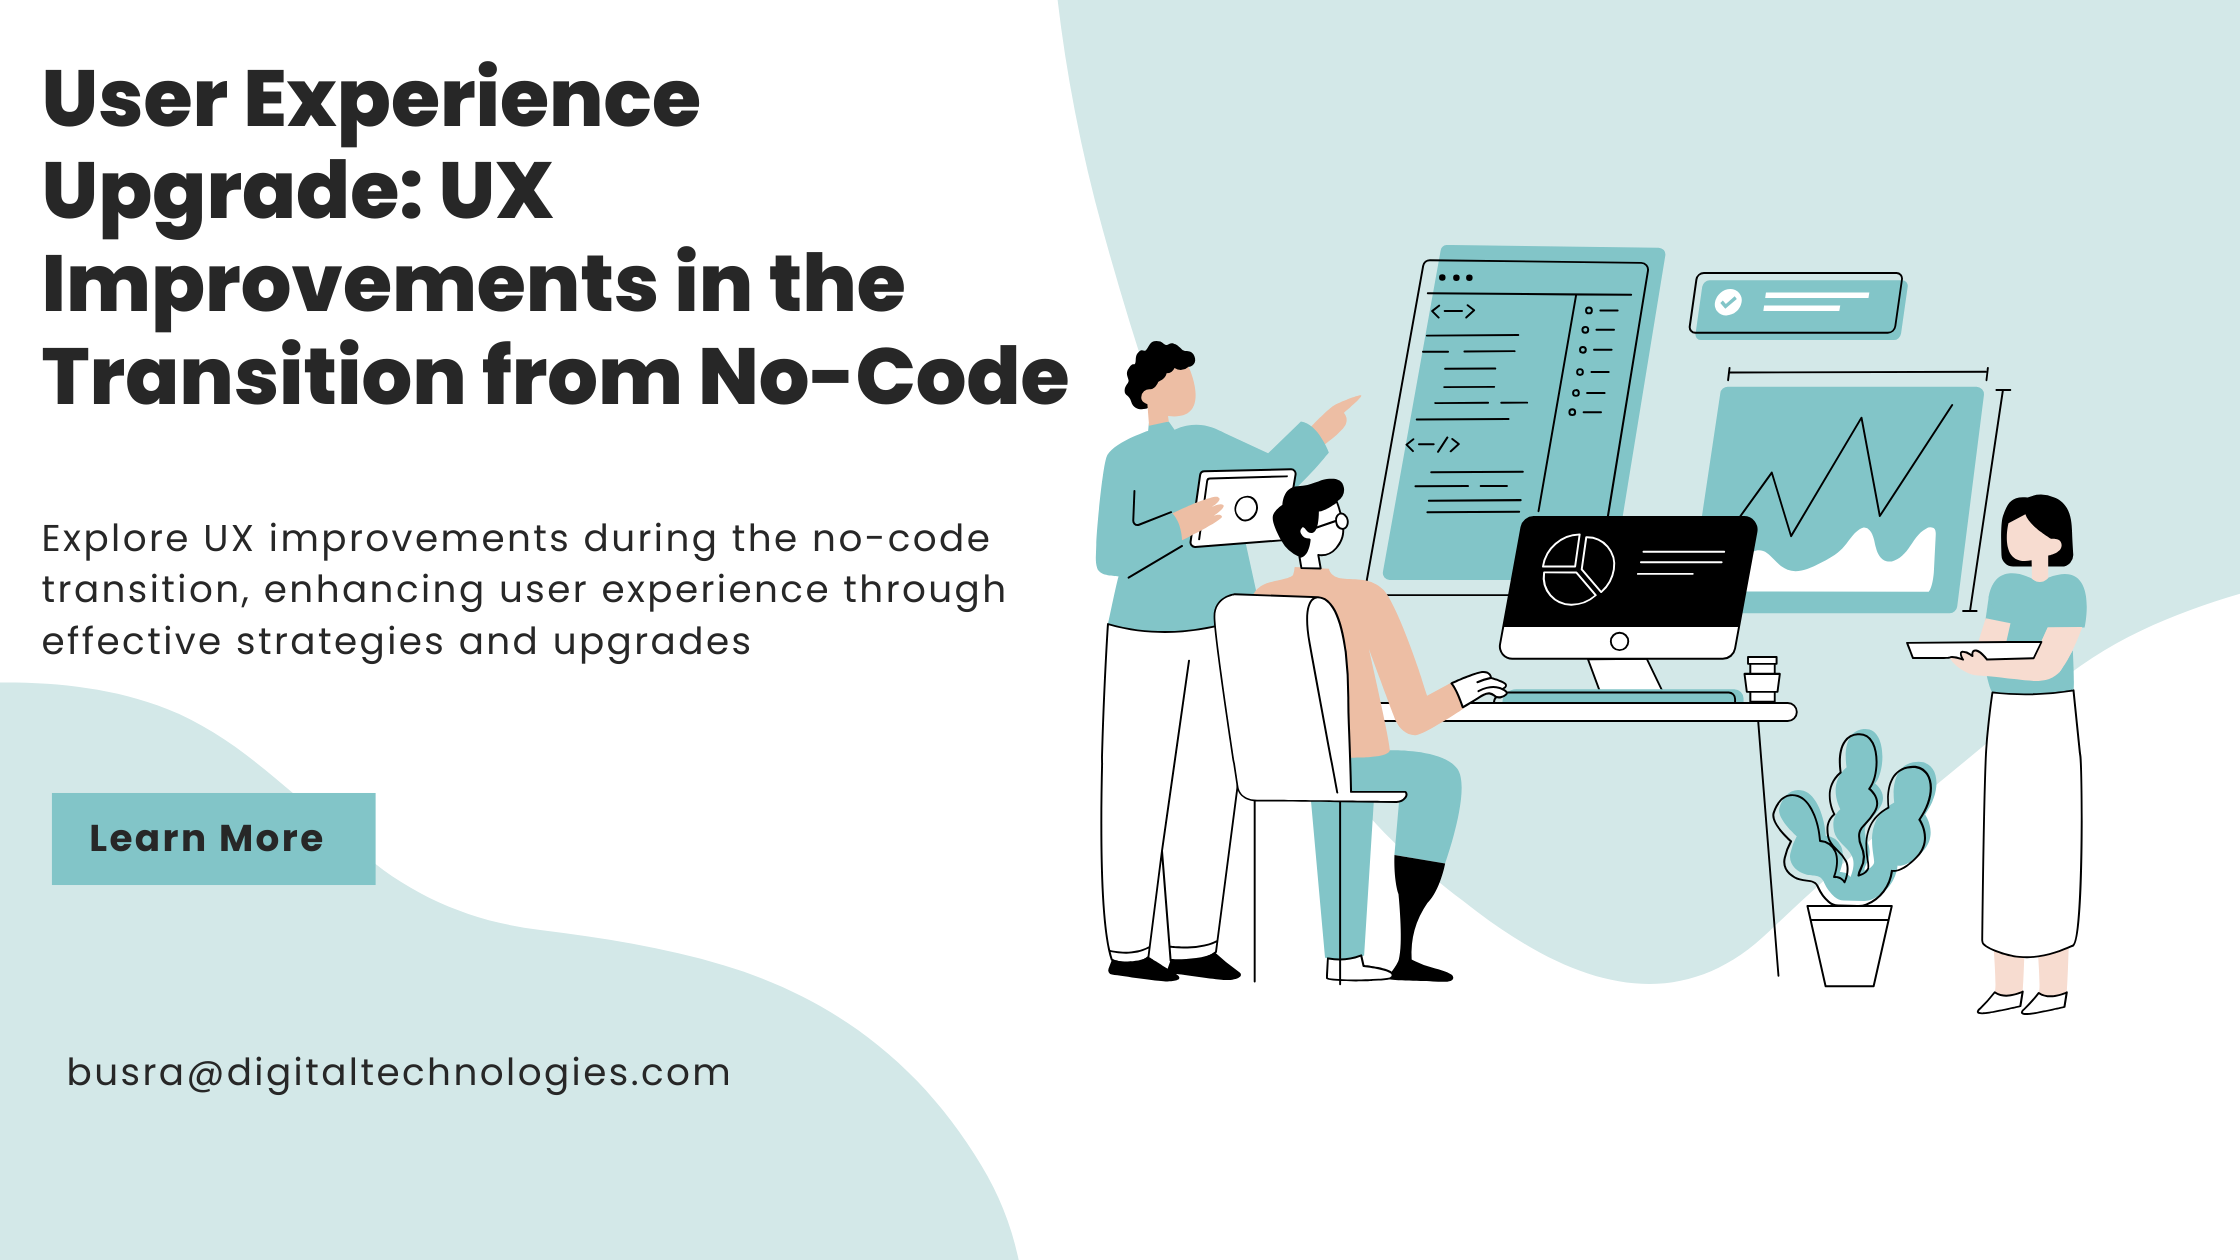 User Experience
Upgrade: UX
Improvements in the
Transition from No-Code
Explore UX improvements during the no-code
transition, enhancing user experience through
effective strategies and upgrades
Learn More
busra@digitaltechnologies.com